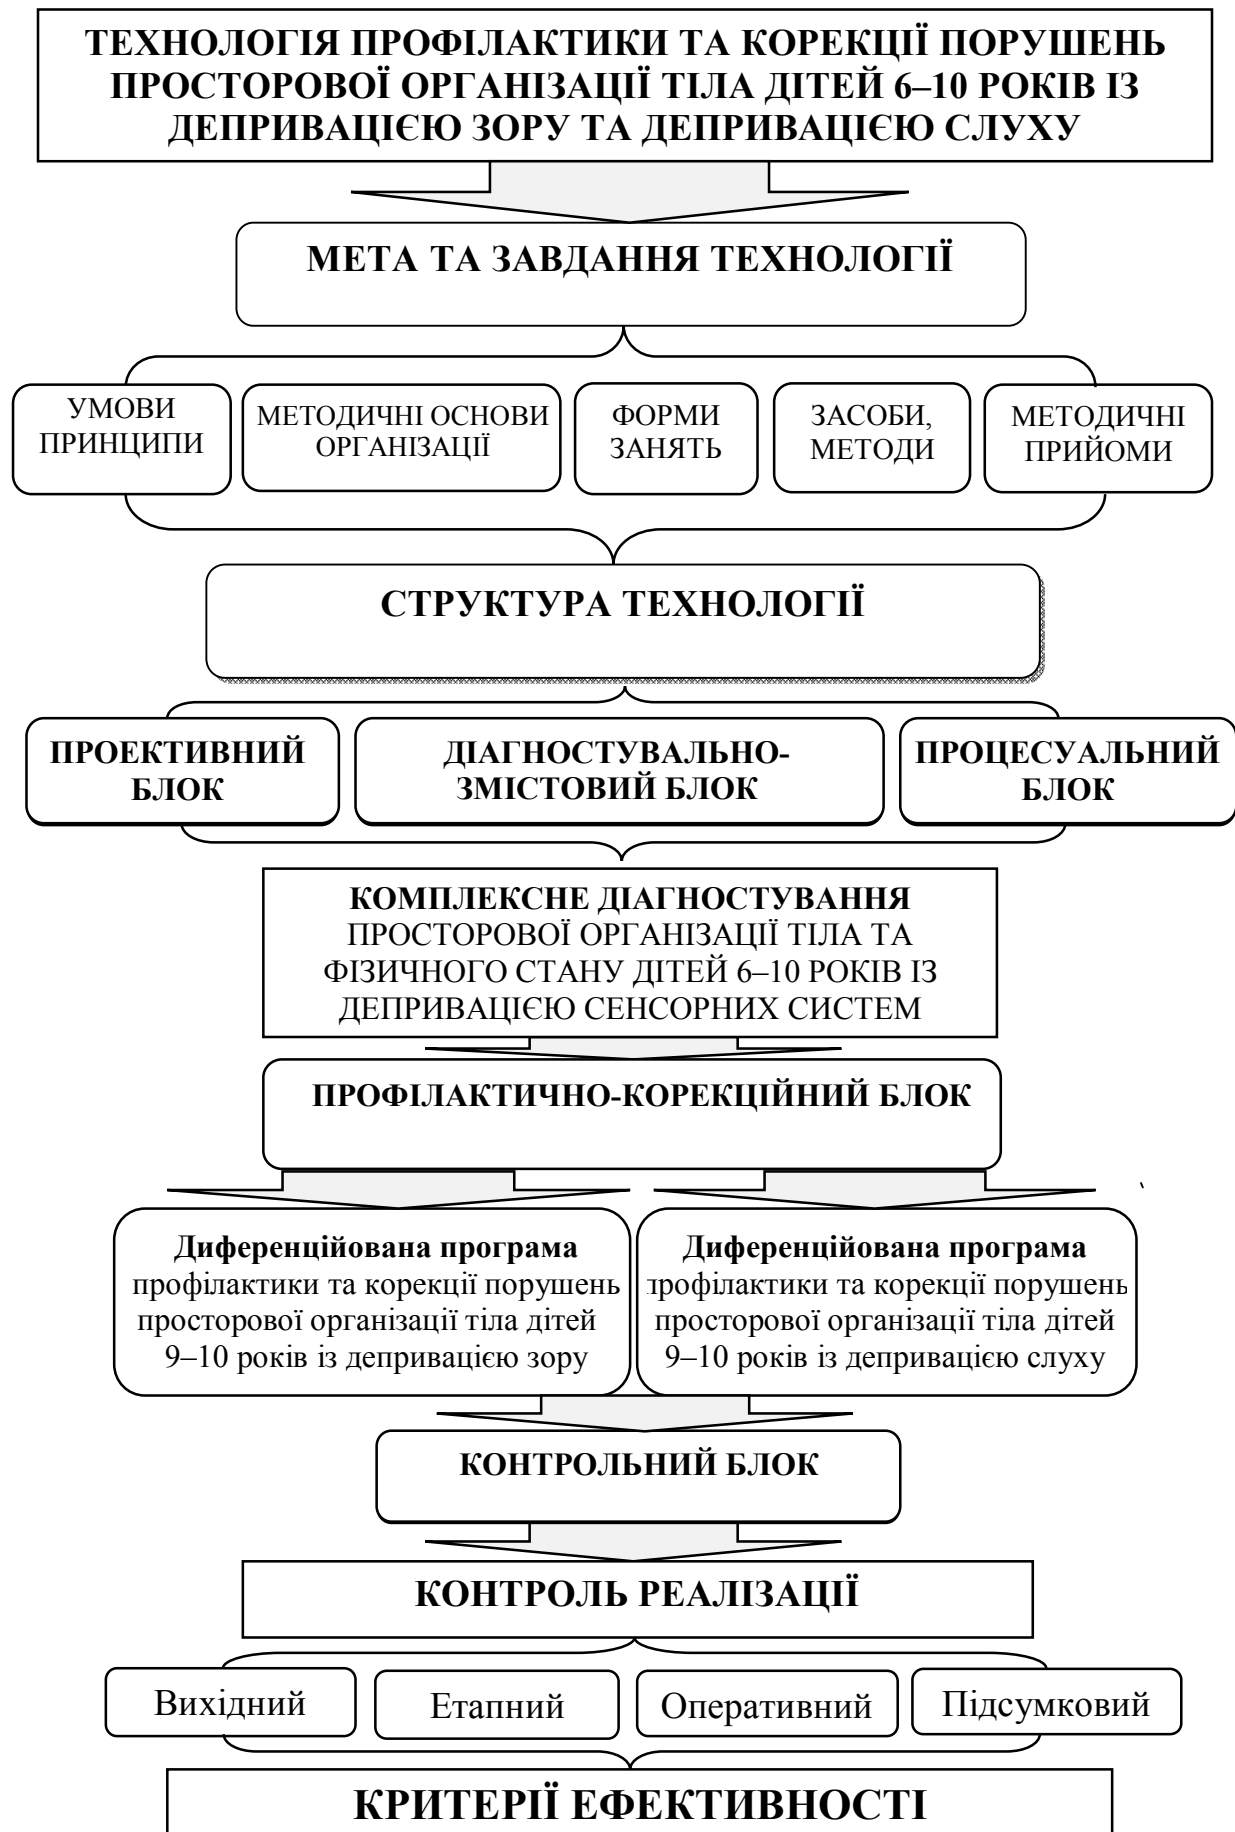 ТЕХНОЛОГІЯ ПРОФІЛАКТИКИ ТА КОРЕКЦІЇ ПОРУШЕНЬ
ПРОСТОРОВОЇ ОРГАНІЗАЦІЇ ТІЛА ДІТЕЙ 6–10 РОКІВ ІЗ
ДЕПРИВАЦІЄЮ ЗОРУ ТА ДЕПРИВАЦІЄЮ СЛУХУ
МЕТА ТА ЗАВДАННЯ ТЕХНОЛОГІЇ
УМОВИ
ПРИНЦИПИ
МЕТОДИЧНІ ОСНОВИ
ОРГАНІЗАЦІЇ
ФОРМИ
ЗАНЯТЬ
ЗАСОБИ,
МЕТОДИ
МЕТОДИЧНІ
ПРИЙОМИ
СТРУКТУРА ТЕХНОЛОГІЇ
ПРОЕКТИВНИЙ
БЛОК
ДІАГНОСТУВАЛЬНО-
ЗМІСТОВИЙ БЛОК
ПРОЦЕСУАЛЬНИЙ
БЛОК
КОМПЛЕКСНЕ ДІАГНОСТУВАННЯ
ПРОСТОРОВОЇ ОРГАНІЗАЦІЇ ТІЛА ТА
ФІЗИЧНОГО СТАНУ ДІТЕЙ 6–10 РОКІВ ІЗ
ДЕПРИВАЦІЄЮ СЕНСОРНИХ СИСТЕМ
ПРОФІЛАКТИЧНО-КОРЕКЦІЙНИЙ БЛОК
Диференційована програма
профілактики та корекції порушень
просторової організації тіла дітей
9–10 років із депривацією зору
Диференційована програма
профілактики та корекції порушень
просторової організації тіла дітей
9–10 років із депривацією слуху
КОНТРОЛЬНИЙ БЛОК
КОНТРОЛЬ РЕАЛІЗАЦІЇ
Вихідний
Етапний
Оперативний
Підсумковий
КРИТЕРІЇ ЕФЕКТИВНОСТІ